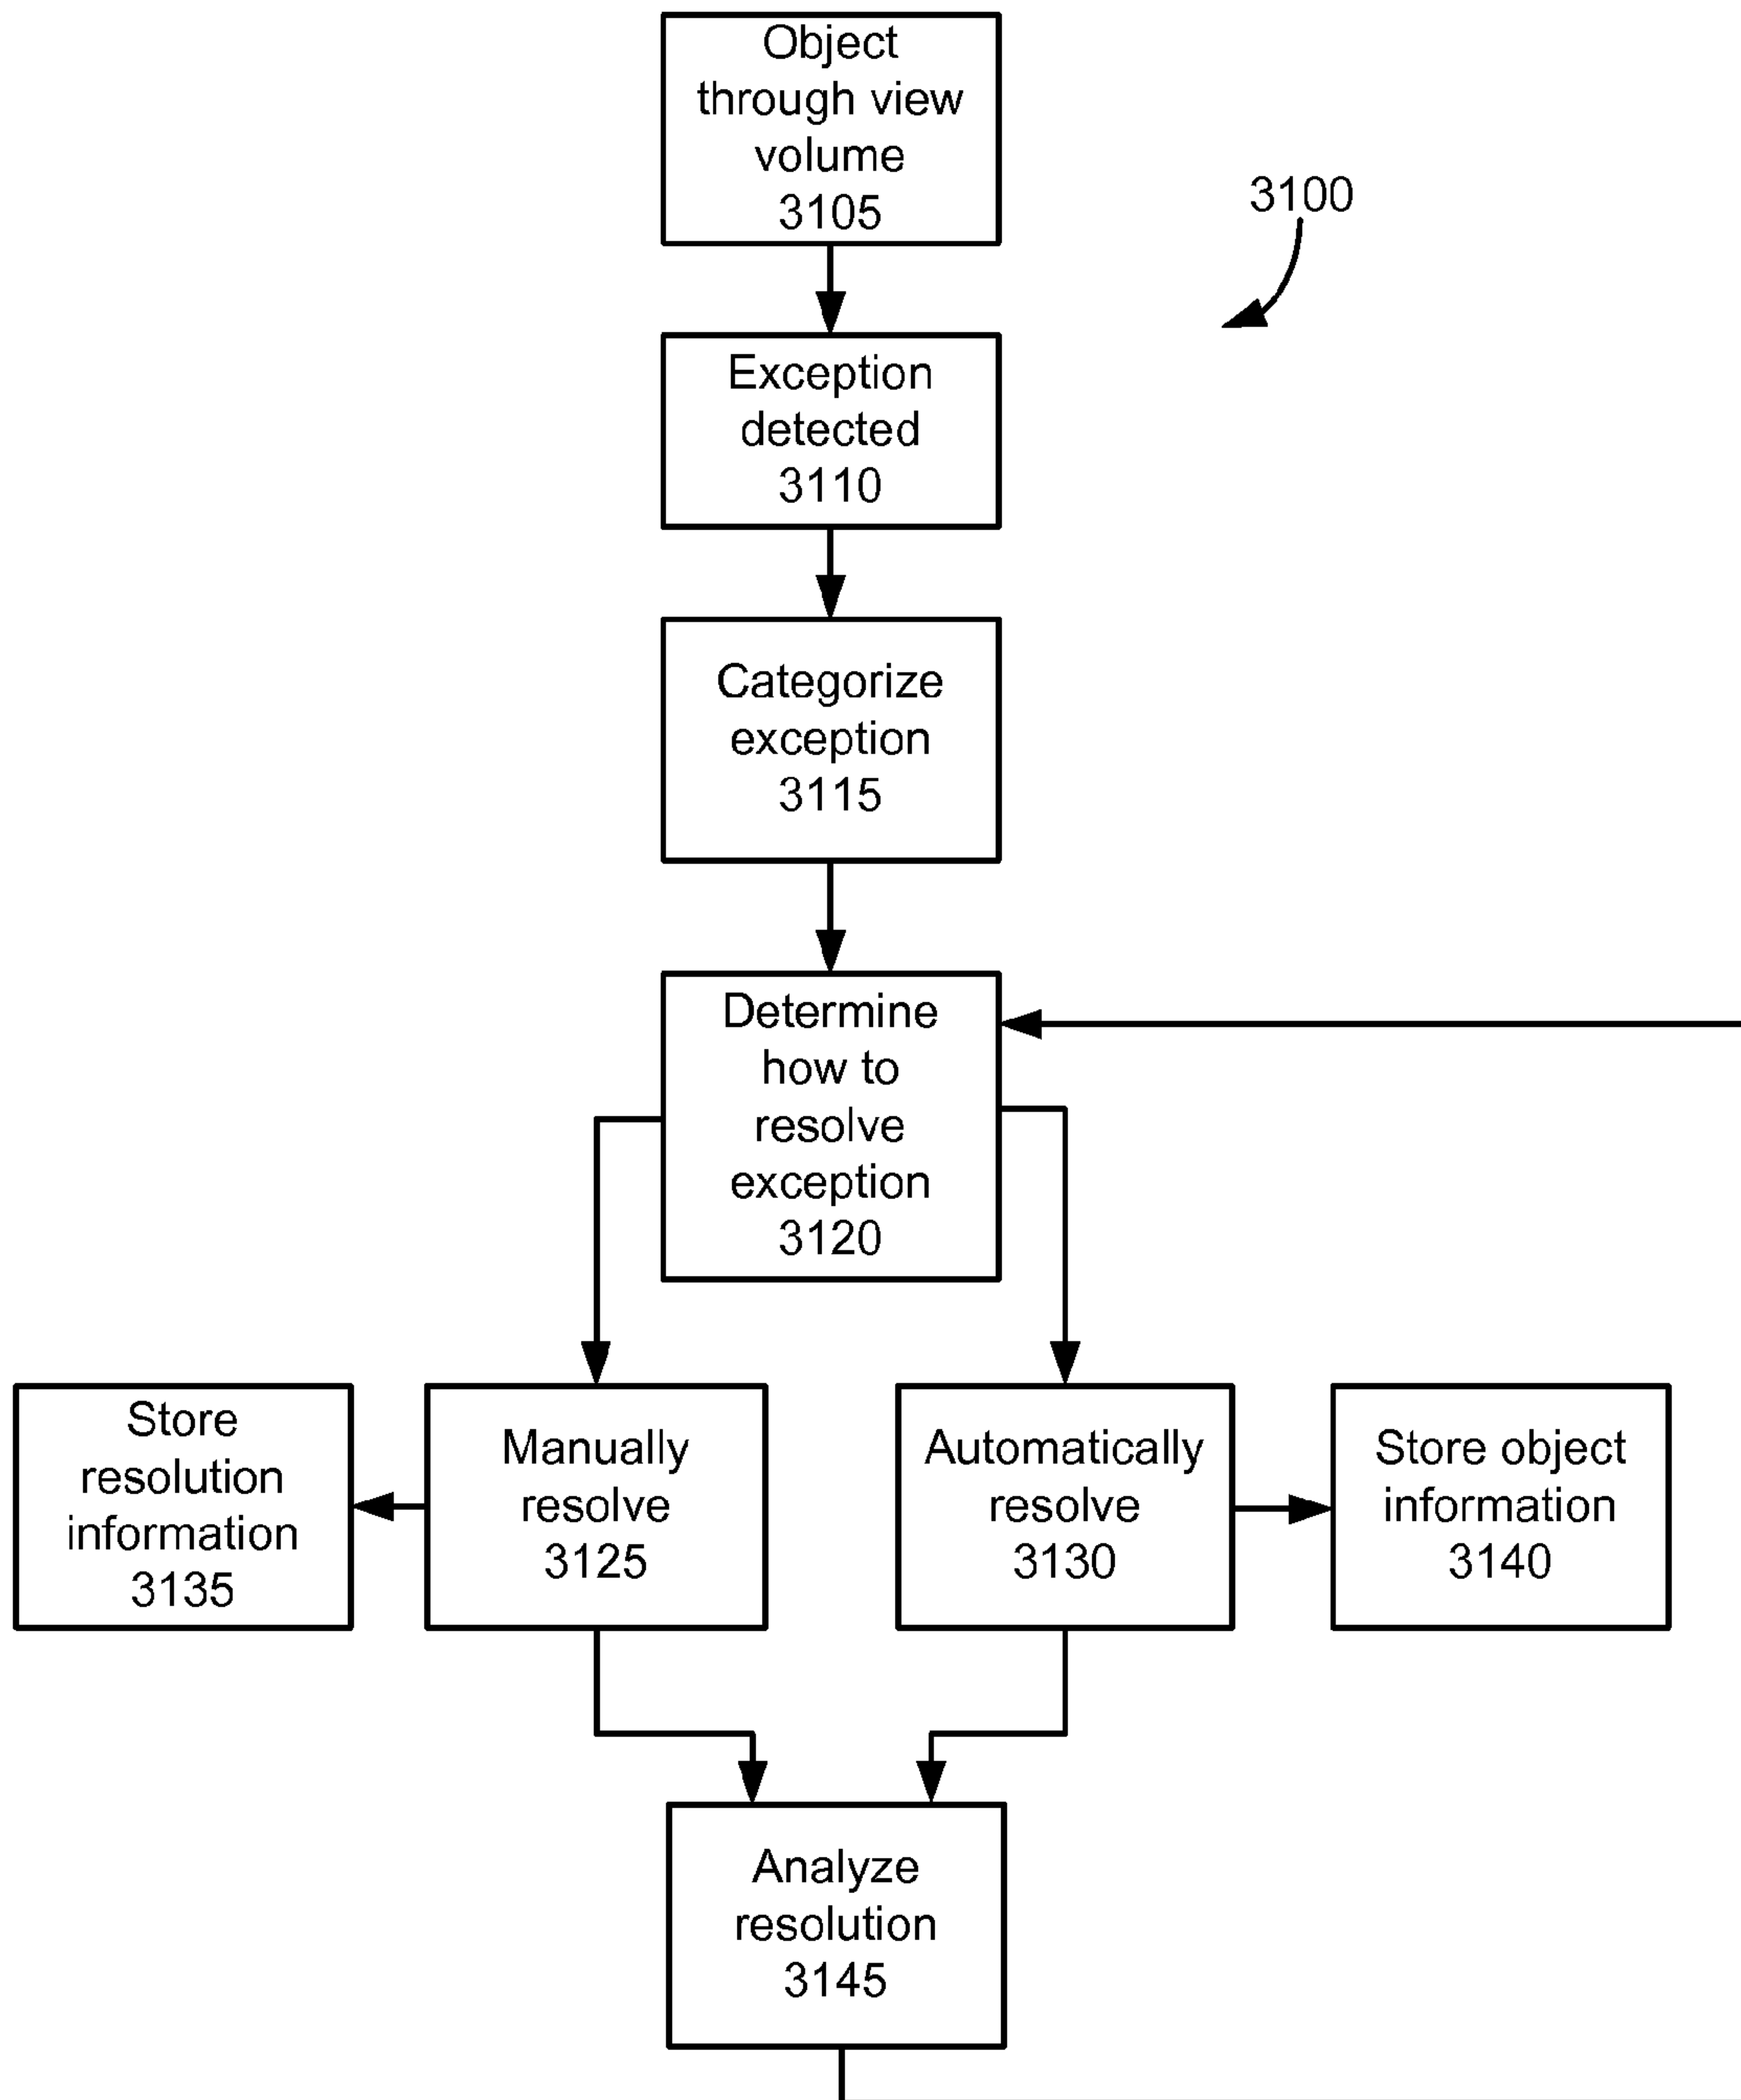 Object
through view
volume
3105
3100
Exception
detected
3110
Categorize
exception
3115
Determine
how to
resolve
exception
3120
Store
resolution
information
3135
Manually
resolve
3125
Automatically
resolve
3130
Store object
information
3140
Analyze
resolution
3145